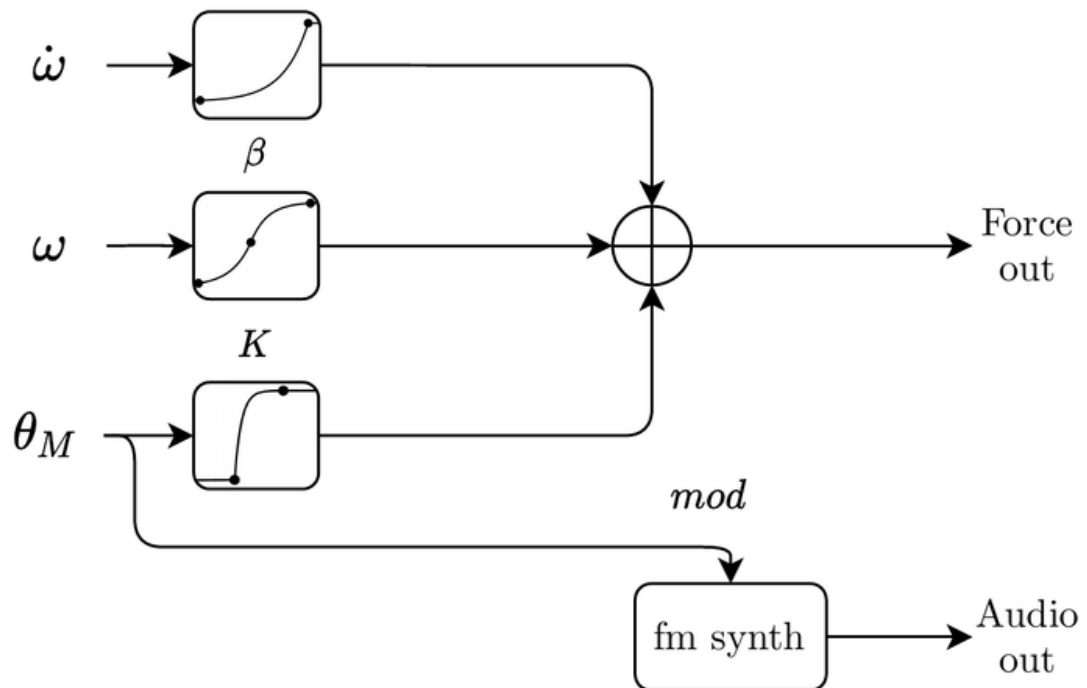 ω̇
β
ω
Force
out
K
θ_M
mod
fm synth
Audio
out